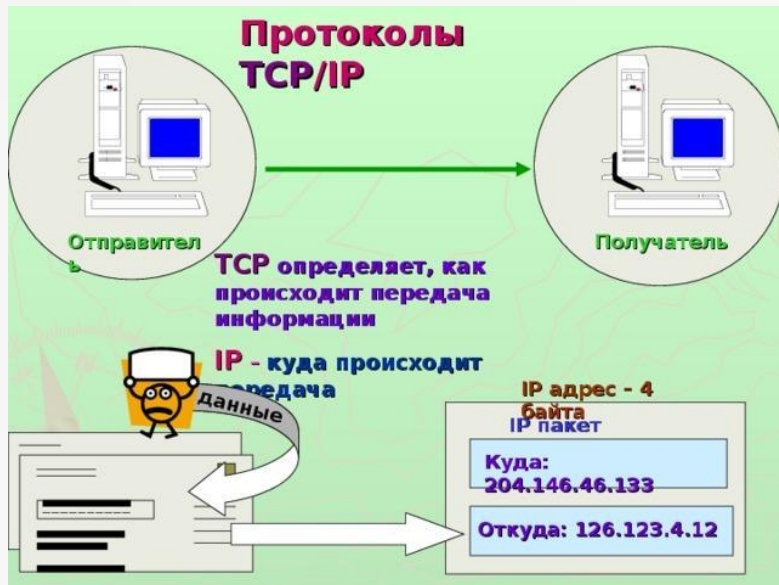 Протоколы
TCP/IP
Отправител
ь
Получатель
TCP определяет, как
происходит передача
информации
IP – куда происходит
передача
данные
IP адрес – 4
байта
IP пакет
Куда:
204.146.46.133
Откуда: 126.123.4.12